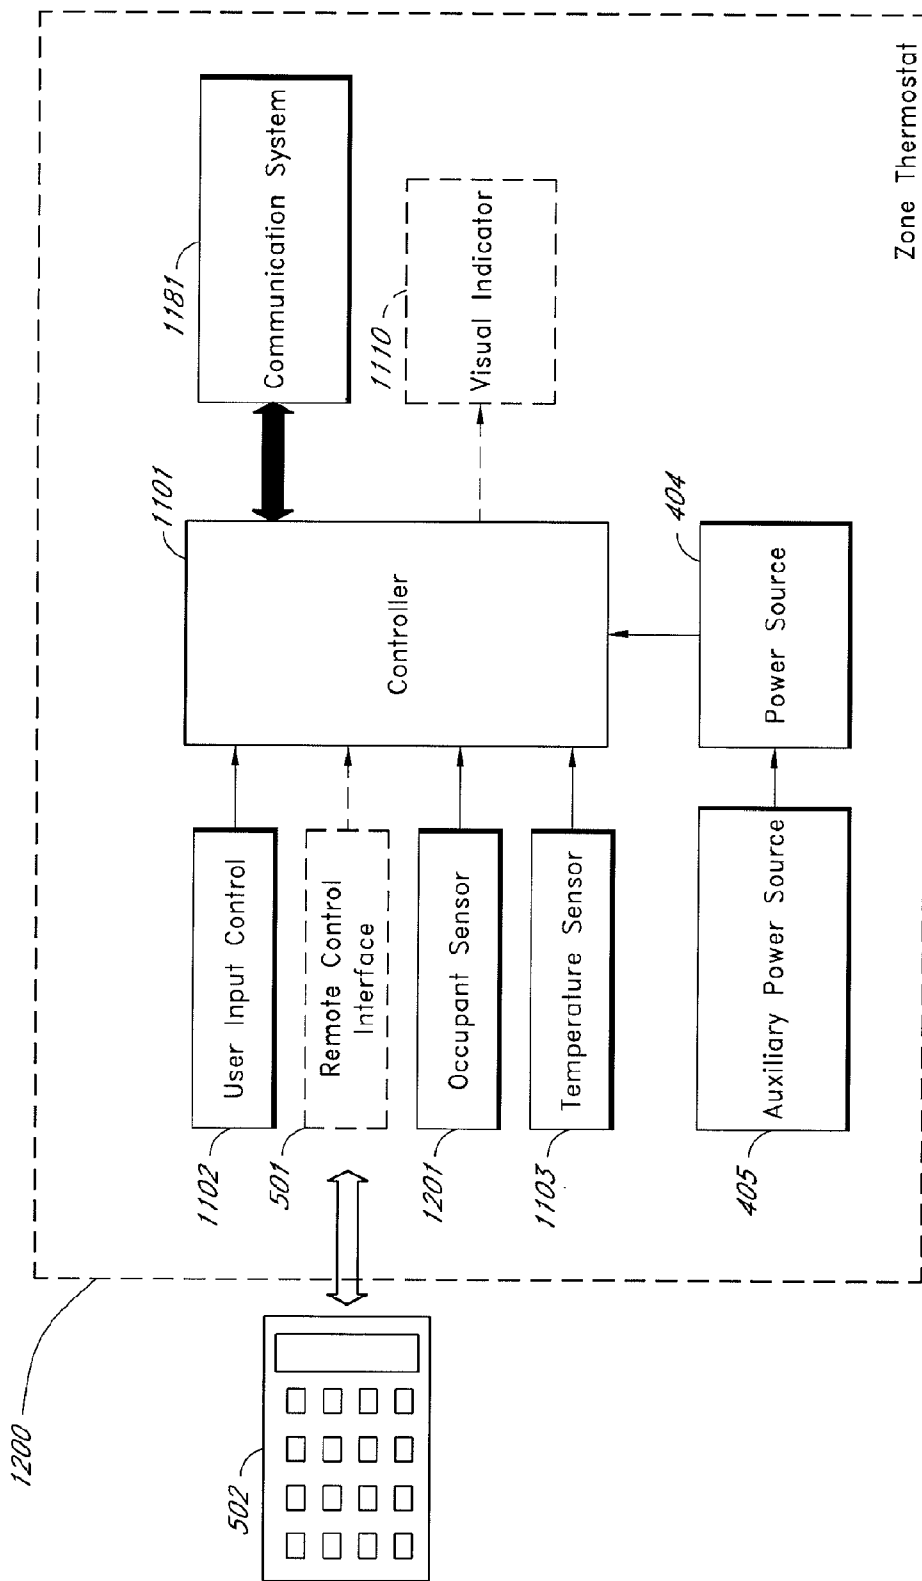 1200
502
1102
User Input Control
501
Remote Control
Interface
1201
Occupant Sensor
1103
Temperature Sensor
405
Auxiliary Power Source
1101
Controller
404
Power Source
1181
Communication System
1110
Visual Indicator
Zone Thermostat